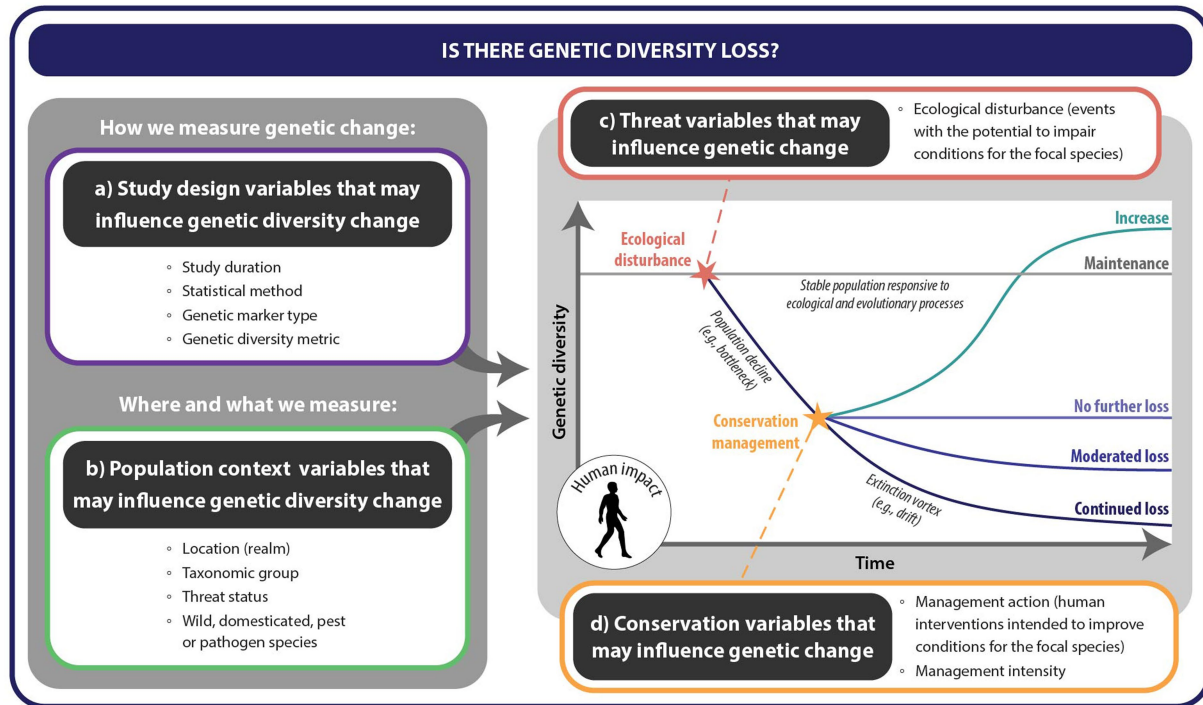 IS THERE GENETIC DIVERSITY LOSS?
How we measure genetic change:
a) Study design variables that may
influence genetic diversity change
◦ Study duration
◦ Statistical method
◦ Genetic marker type
◦ Genetic diversity metric
Where and what we measure:
b) Population context variables that
may influence genetic diversity change
◦ Location (realm)
◦ Taxonomic group
◦ Threat status
◦ Wild, domesticated, pest
or pathogen species
c) Threat variables that may
influence genetic change
◦ Ecological disturbance (events
with the potential to impair
conditions for the focal species)
Genetic diversity
Ecological
disturbance
Increase
Maintenance
Stable population responsive to
ecological and evolutionary processes
Population decline
(e.g., bottleneck)
Conservation
management
No further loss
Moderated loss
Extinction vortex
(e.g., drift)
Continued loss
Human impact
Time
d) Conservation variables that
may influence genetic change
◦ Management action (human
interventions intended to improve
conditions for the focal species)
◦ Management intensity